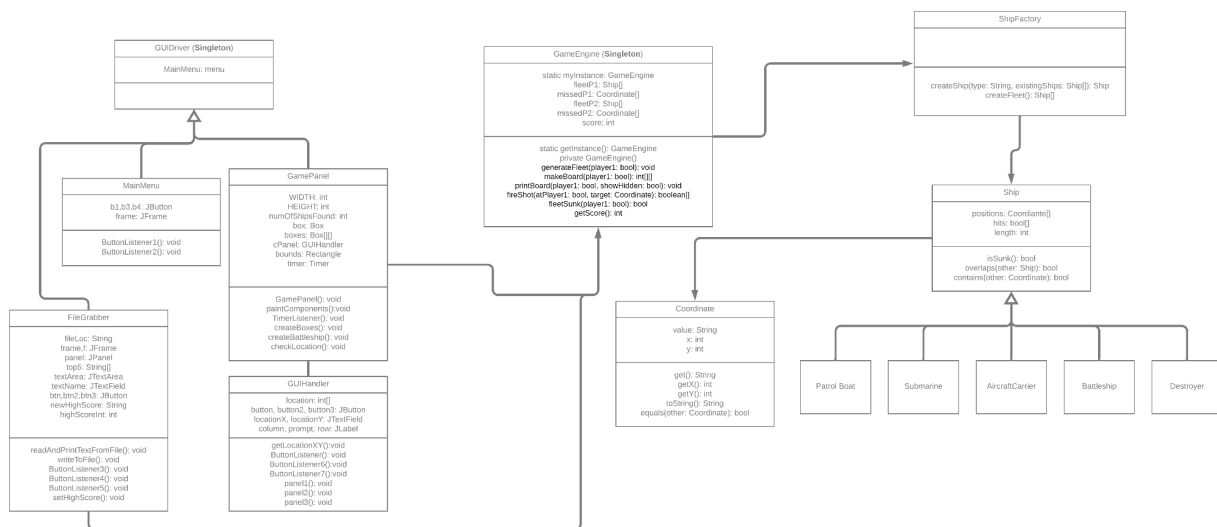 GUIDriver (Singleton)
MainMenu: menu
GameEngine (Singleton)
static myInstance: GameEngine
fleetP1: Ship[]
missedP1: Coordinate[]
fleetP2: Ship[]
missedP2: Coordinate[]
score: int
static getInstance(): GameEngine
private GameEngine()
generateFleet(player1: bool): void
makeBoard(player1: bool): int[][]
printBoard(player1: bool, showHidden: bool): void
fireShot(atPlayer1: bool, target: Coordinate): boolean[]
fleetSunk(player1: bool): bool
getScore(): int
ShipFactory
createShip(type: String, existingShips: Ship[]): Ship
createFleet(): Ship[]
MainMenu
b1,b3,b4: JButton
frame: JFrame
ButtonListener1(): void
ButtonListener2(); void
GamePanel
WIDTH: int
HEIGHT: int
numOfShipsFound: int
box: Box
boxes: Box[][]
cPanel: GUIHandler
bounds: Rectangle
timer: Timer
GamePanel(): void
paintComponents():void
TimerListener(): void
createBoxes(): void
createBattleship(): void
checkLocation(): void
Ship
positions: Coordiante[]
hits: bool[]
length: int
isSunk(); bool
overlaps(other: Ship): bool
contains(other: Coordinate): bool
FileGrabber
fileLoc: String
frame,f: JFrame
panel: JPanel
top5: String[]
textArea: JTextArea
textName: JTextField
btn,btn2,btn3: JButton
newHighScore: String
highScoreInt: int
readAndPrintTextFromFile(): void
writeToFile(): void
ButtonListener3(): void
ButtonListener4(): void
ButtonListener5(): void
setHighScore(): void
GUIHandler
location: int[]
button, button2, button3: JButton
locationX, locationY: JTextField
column, prompt, row: JLabel
getLocationXY():void
ButtonListener(): void
ButtonListener6():void
ButtonListener7():void
panel1(): void
panel2(): void
panel3(): void
Coordinate
value: String
x: int
y: int
get(): String
getX(): int
getY(): int
toString(): String
equals(other: Coordinate): bool
Patrol Boat
Submarine
AircraftCarrier
Battleship
Destroyer